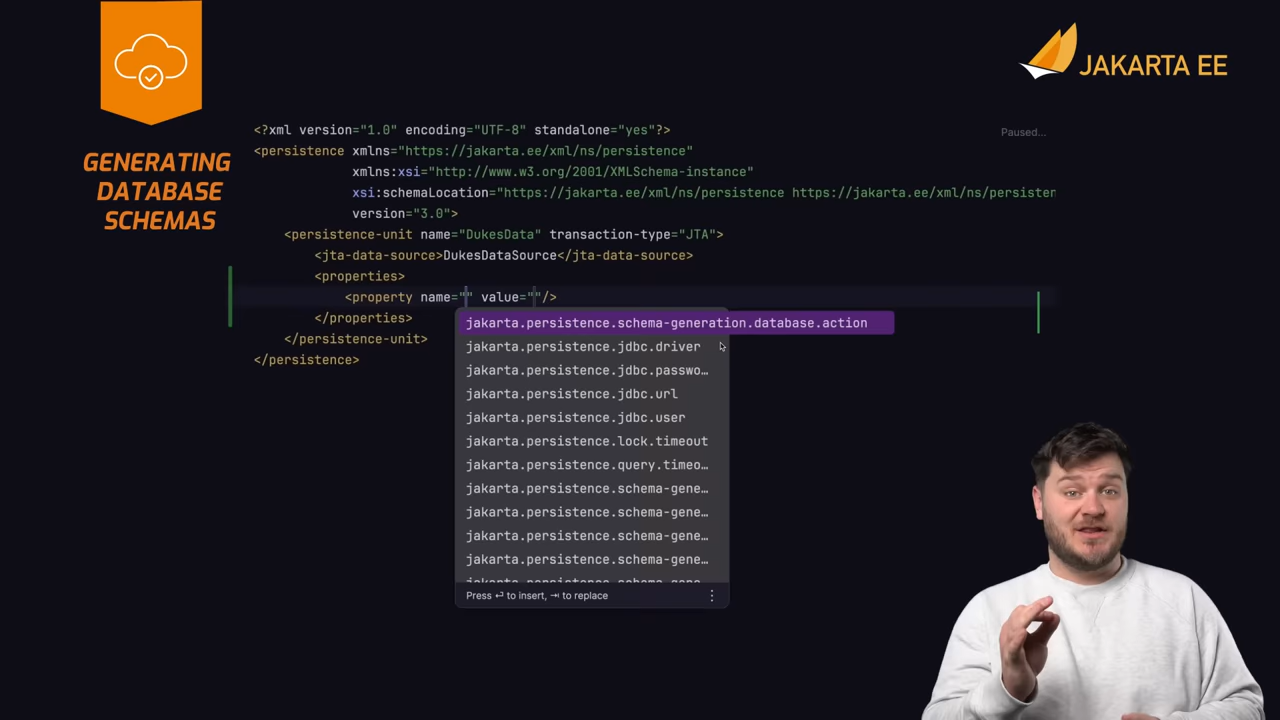 GENERATING
DATABASE
SCHEMAS
JAKARTA EE
Paused...
<?xml version="1.0" encoding="UTF-8" standalone="yes"?>
<persistence xmlns="https://jakarta.ee/xml/ns/persistence"
xmlns:xsi="http://www.w3.org/2001/XMLSchema-instance"
xsi:schemaLocation="https://jakarta.ee/xml/ns/persistence https://jakarta.ee/xml/ns/persisten
version="3.0">
<persistence-unit name="DukesData" transaction-type="JTA">
<jta-data-source>DukesDataSource</jta-data-source>
<properties>
<property name="" value=""/>
</properties>
</persistence-unit>
</persistence>
jakarta.persistence.schema-generation.database.action
jakarta.persistence.jdbc.driver
jakarta.persistence.jdbc.passwo…
jakarta.persistence.jdbc.url
jakarta.persistence.jdbc.user
jakarta.persistence.lock.timeout
jakarta.persistence.query.timeo…
jakarta.persistence.schema-gene…
jakarta.persistence.schema-gene…
jakarta.persistence.schema-gene…
jakarta.persistence.schema-gene…
jakarta.persistence.schema-gene…
Press ↵ to insert, ⇥ to replace